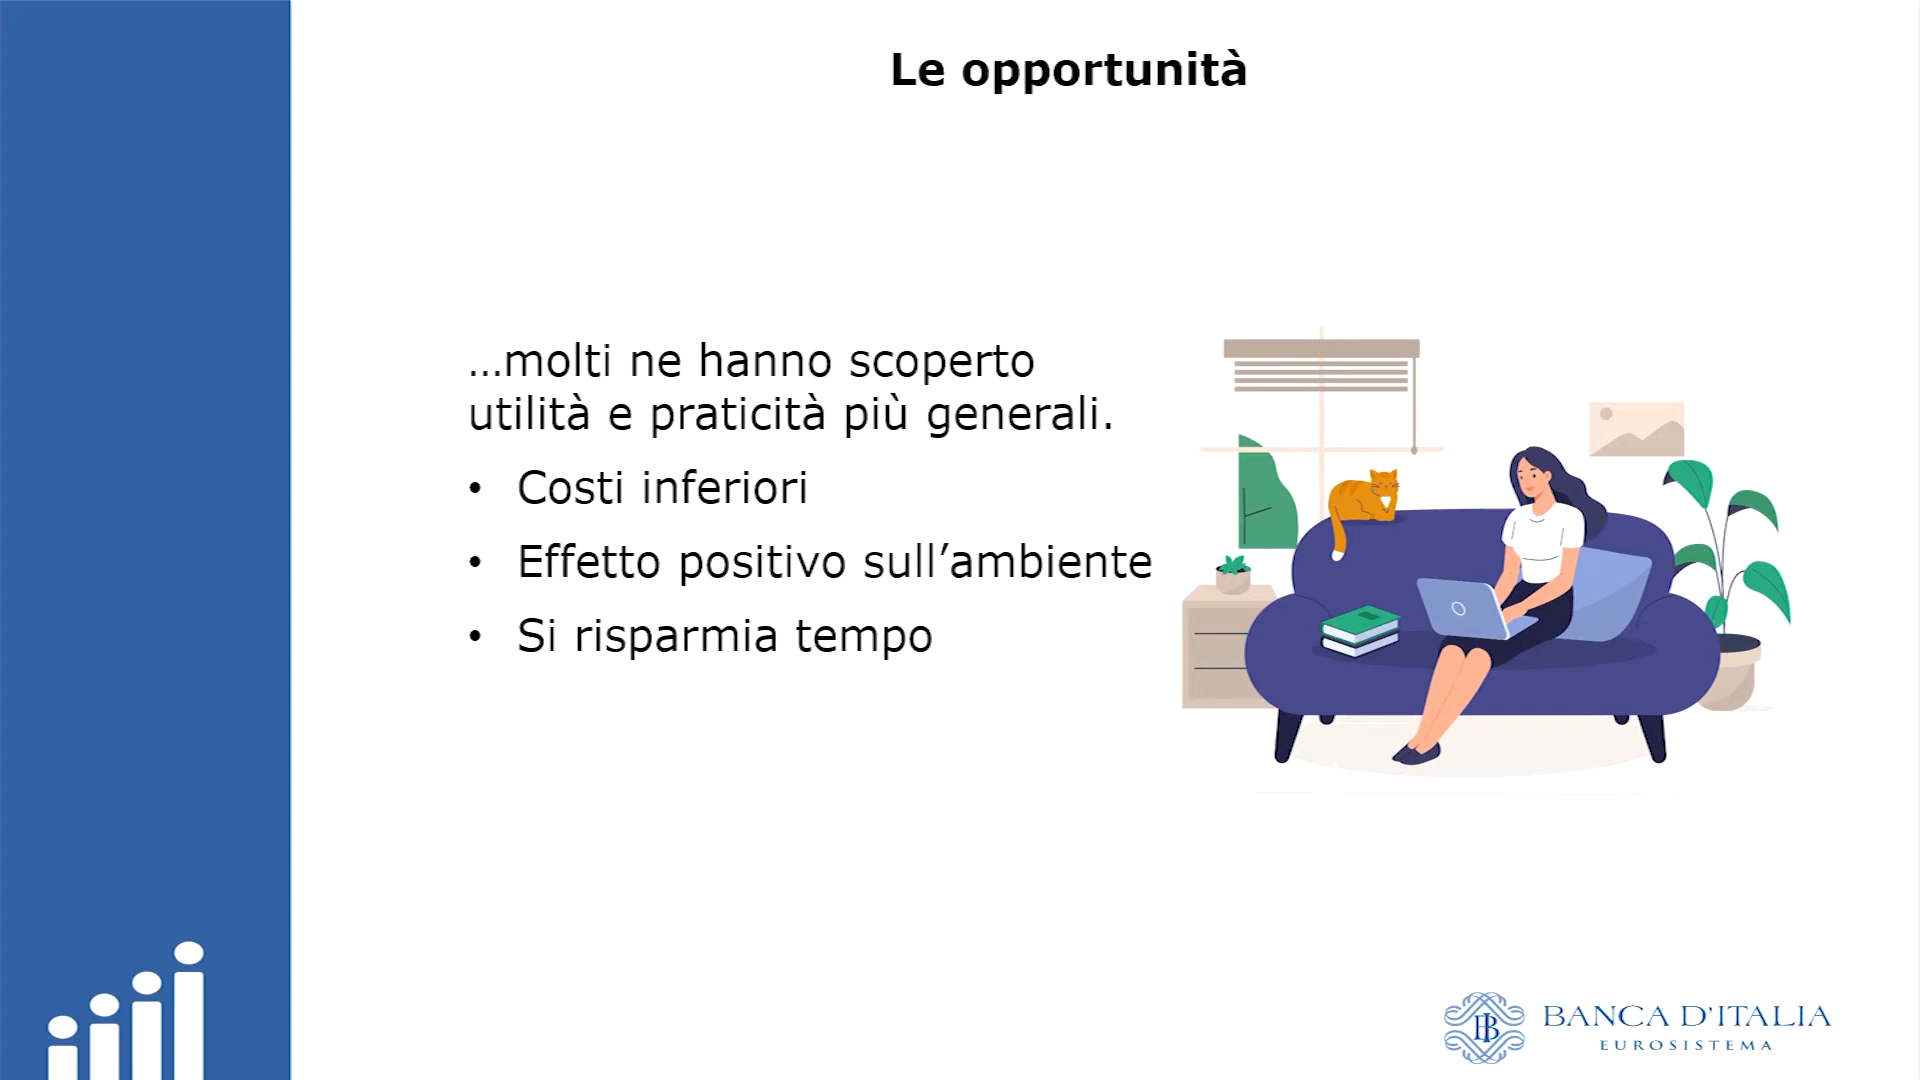 Le opportunità
…molti ne hanno scoperto
utilità e praticità più generali.
• Costi inferiori
• Effetto positivo sull’ambiente
• Si risparmia tempo
BANCA D'ITALIA
EUROSISTEMA